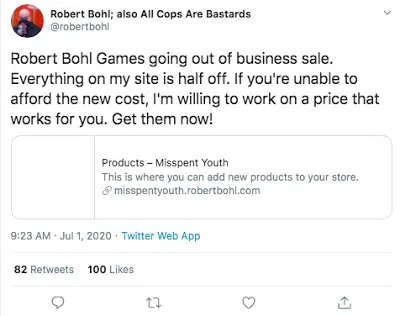 Robert Bohl; also All Cops Are Bastards
@robertbohl
Robert Bohl Games going out of business sale.
Everything on my site is half off. If you're unable to
afford the new cost, I'm willing to work on a price that
works for you. Get them now!
Products – Misspent Youth
This is where you can add new products to your store.
misspentyouth.robertbohl.com
9:23 AM · Jul 1, 2020 · Twitter Web App
82 Retweets 100 Likes